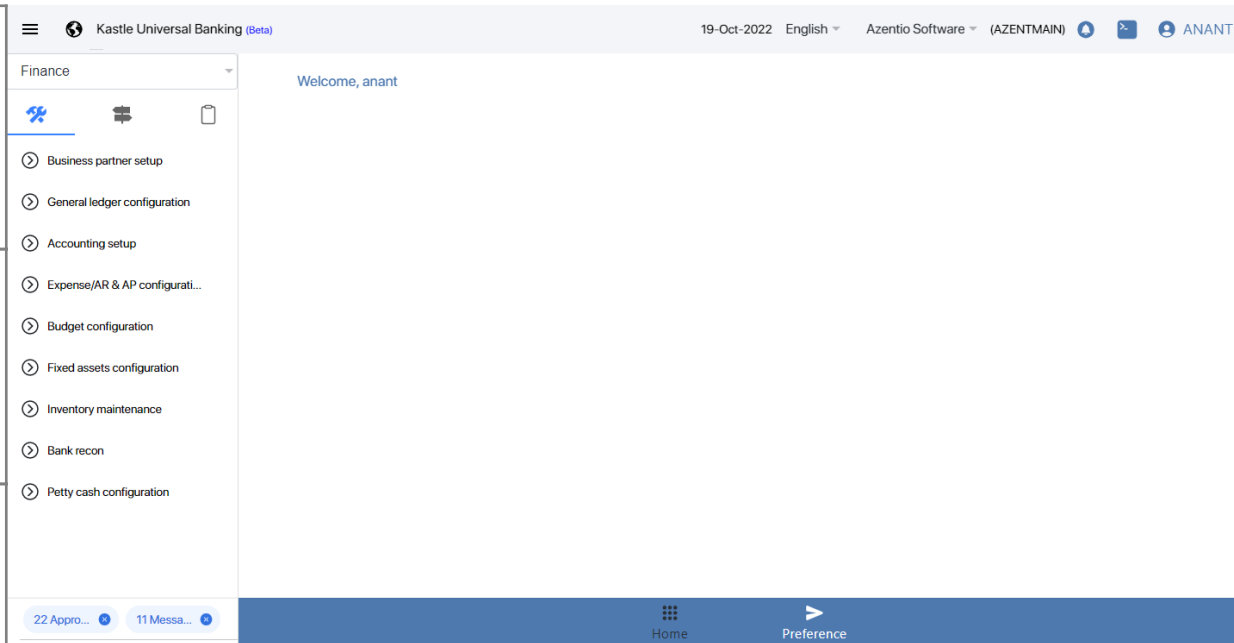 Kastle Universal Banking (Beta)
19-Oct-2022 English Azentio Software (AZENTMAIN) ANANT
Finance
Welcome, anant
Business partner setup
General ledger configuration
Accounting setup
Expense/AR & AP configurati...
Budget configuration
Fixed assets configuration
Inventory maintenance
Bank recon
Petty cash configuration
22 Appro... 11 Messa...
Home Preference